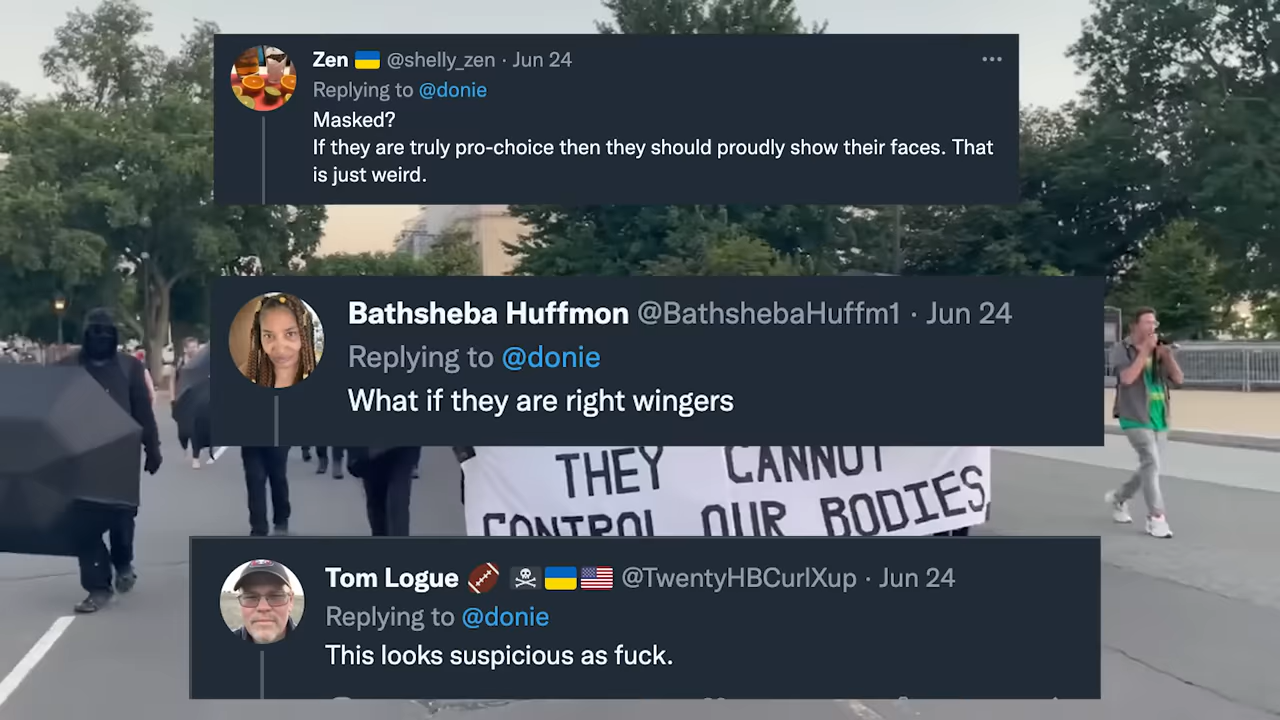 Zen 🇺🇦 @shelly_zen · Jun 24
Replying to @donie
Masked?
If they are truly pro-choice then they should proudly show their faces. That
is just weird.
Bathsheba Huffmon @BathshebaHuffm1 · Jun 24
Replying to @donie
What if they are right wingers
THEY CANNOT
CONTROL OUR BODIES
Tom Logue 🏈 🏴‍☠️ 🇺🇦 🇺🇸 @TwentyHBCurlXup · Jun 24
Replying to @donie
This looks suspicious as fuck.